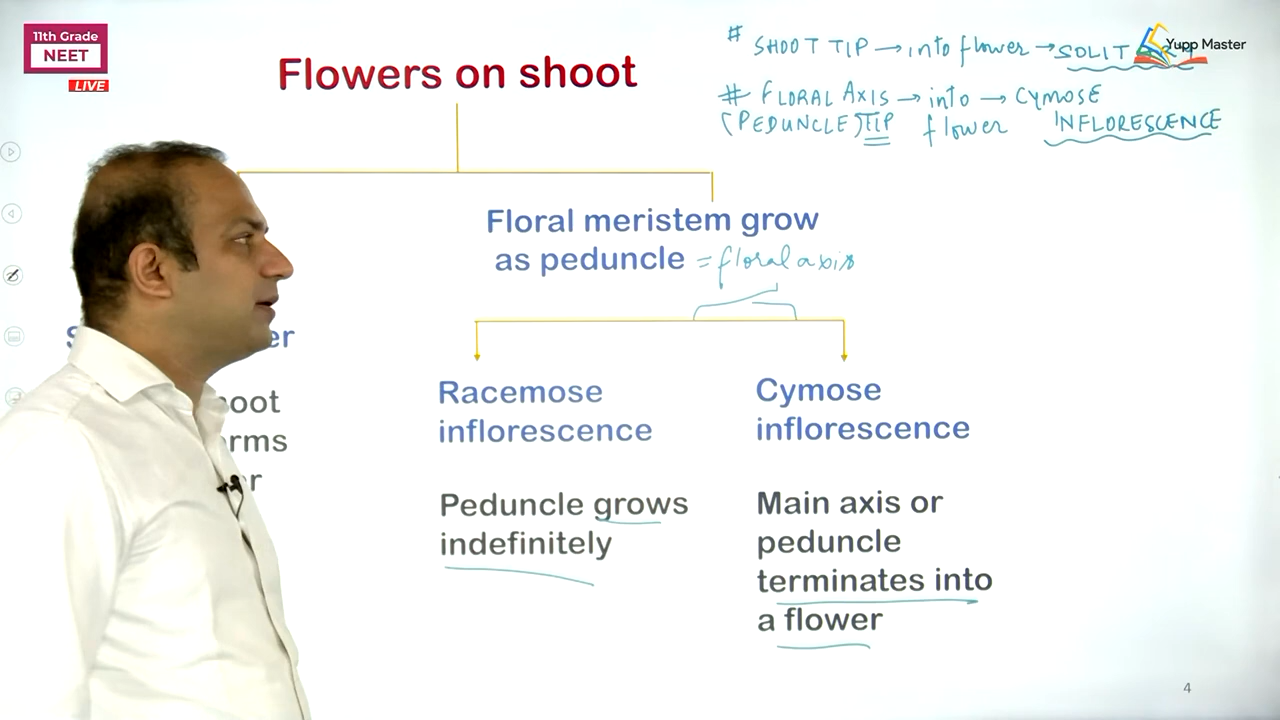 11th Grade
NEET
LIVE
Flowers on shoot
# SHOOT TIP → into flower →
Yupp Master
# FLORAL AXIS → into → CYMOSE
(PEDUNCLE) TIP flower INFLORESCENCE
Floral meristem grow
as peduncle = floral axis
Racemose
inflorescence
Peduncle grows
indefinitely
Cymose
inflorescence
Main axis or
peduncle
terminates into
a flower
4